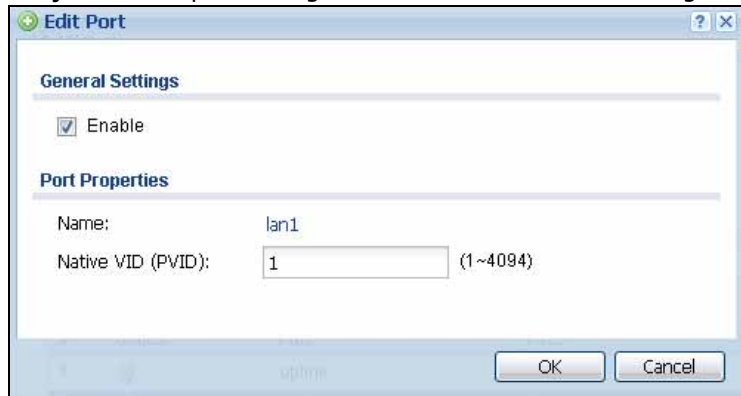 Edit Port
General Settings
Enable
Port Properties
Name: lan1
Native VID (PVID): 1 (1~4094)
OK Cancel